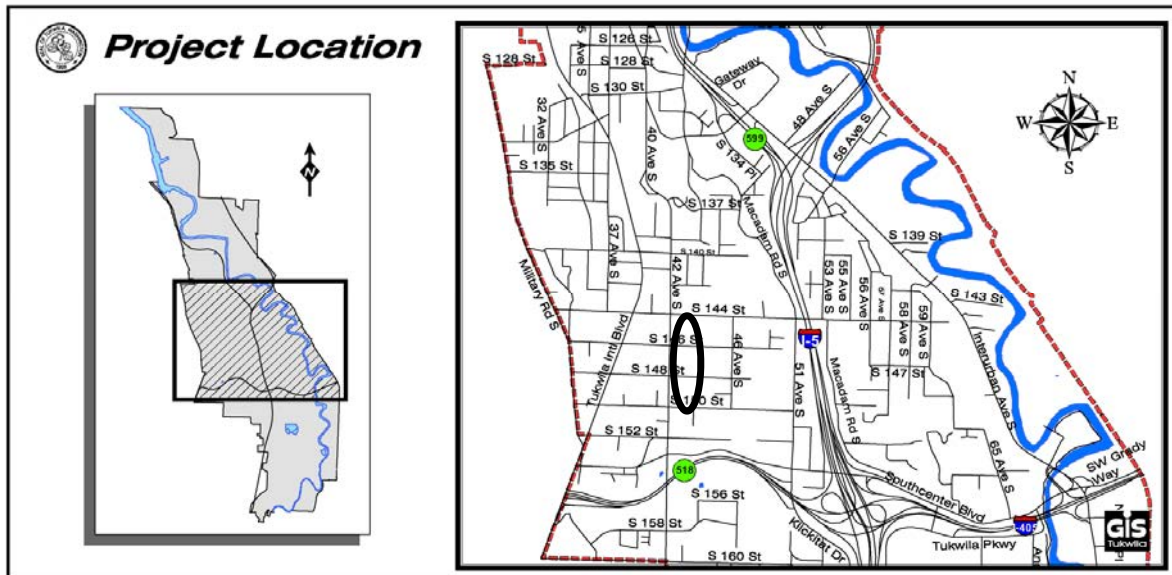 Project Location
N
N
W E
S
S 126 St
S 128 St
S 128 St
S 130 St
Gateway
Dr
48 Ave S
56 Ave S
32 Ave S
40 Ave S
599
S 134 Pl
S 135 St
S 137 St
Macadam Rd S
37 Ave S
S 139 St
S 140 St
Military Rd S
42 Ave S
53 Ave S
55 Ave S
56 Ave S
57 Ave S
58 Ave S
59 Ave S
S 143 St
S 144 St
Tukwila Intl Blvd
46 Ave S
I-5
Interurban Ave S
S 148 St
S 147 St
51 Ave S
Macadam Rd S
S 152 St
65 Ave S
SW Grady
Way
518
Southcenter Blvd
S 156 St
S 158 St
Klickitat Dr
Tukwila Pkwy
S 160 St
GIS
Tukwila